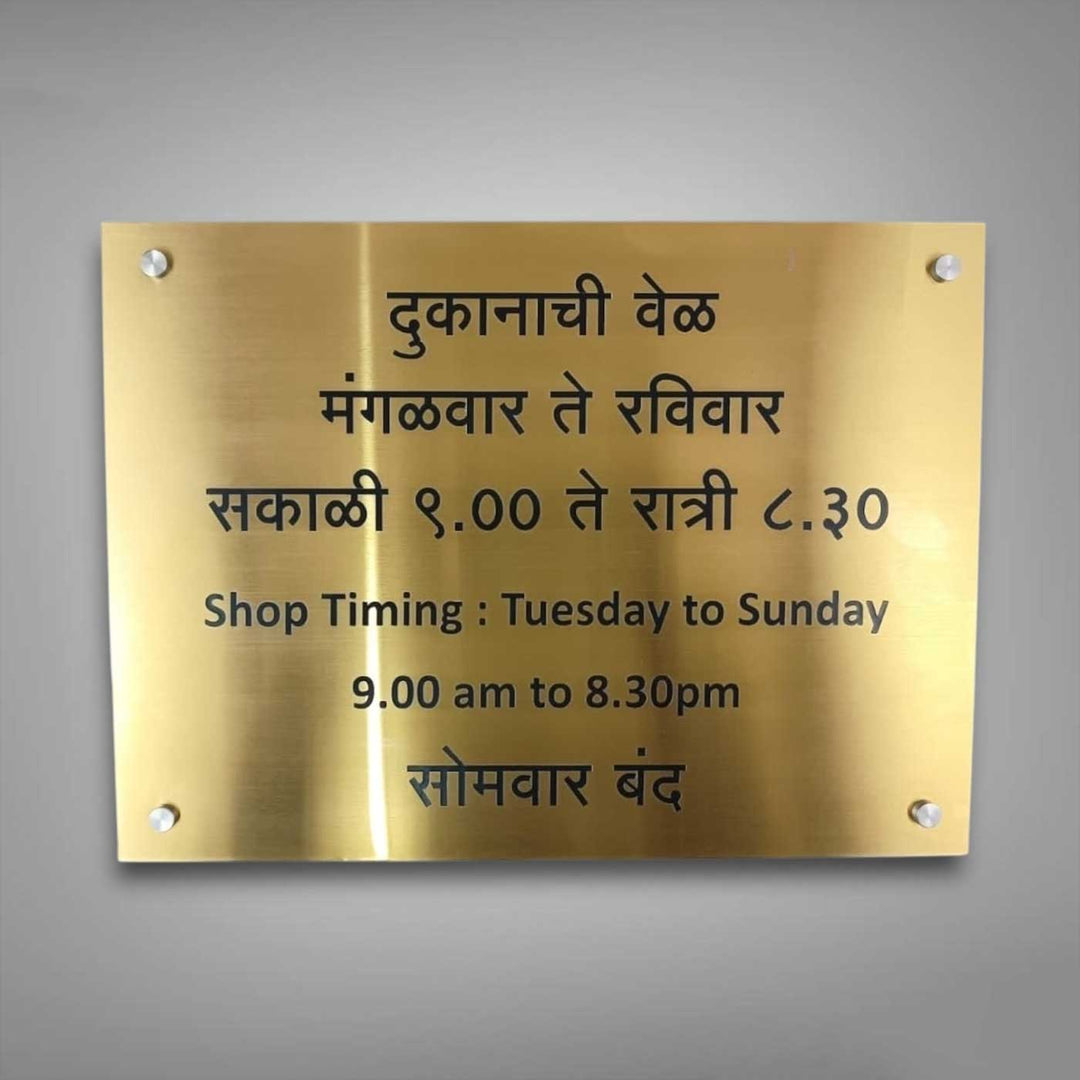 दुकानाची वेळ
मंगळवार ते रविवार
सकाळी ९.०० ते रात्री ८.३०
Shop Timing : Tuesday to Sunday
9.00 am to 8.30pm
सोमवार बंद